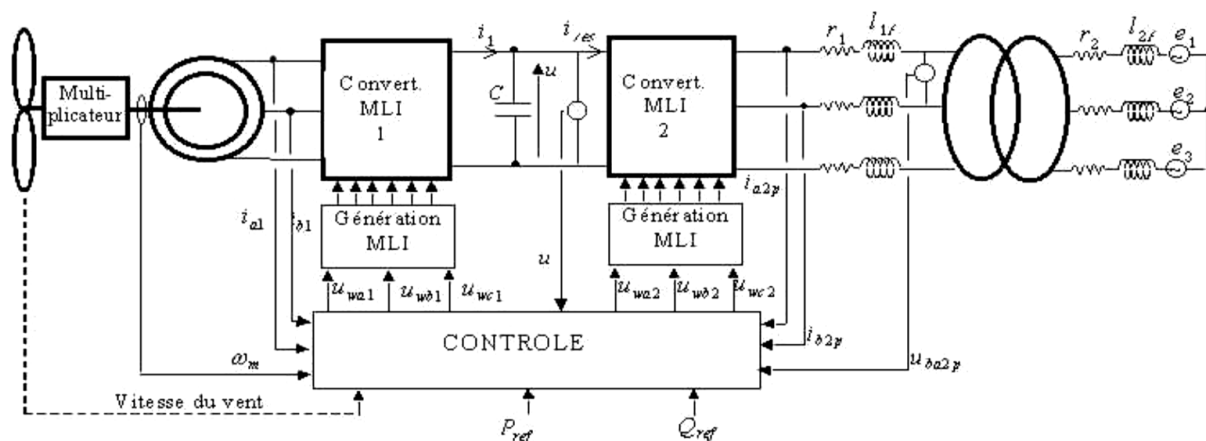 Multi-
plicateur
Convert.
MLI
1
i1
ires
u
C
Convert.
MLI
2
r1
l1f
r2
l2f
e1
e2
e3
ia1
ib1
Génération
MLI
u
Génération
MLI
ia2p
uwa1
uwb1
uwc1
uwa2
uwb2
uwc2
ib2p
uba2p
CONTROLE
ωm
Vitesse du vent
Pref
Qref